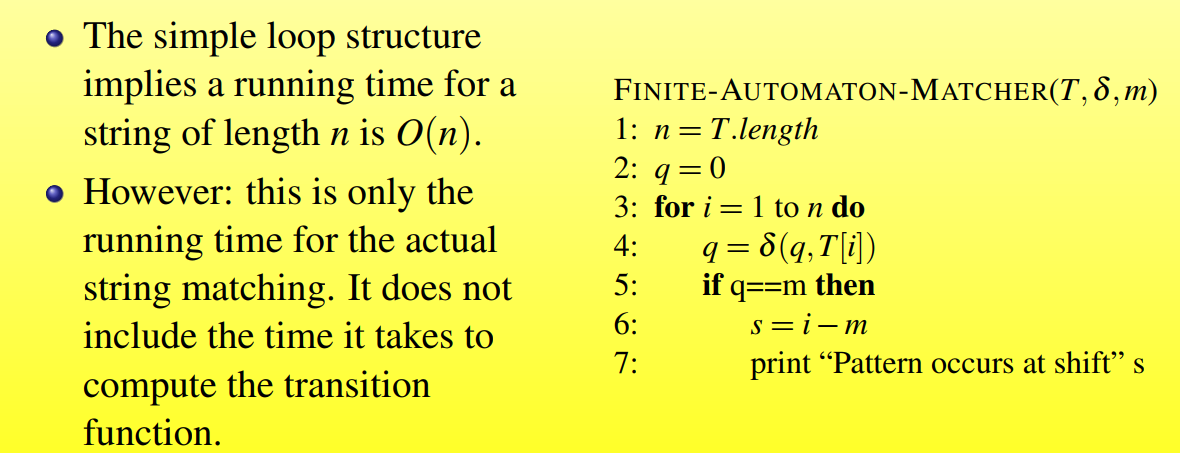 The simple loop structure
implies a running time for a
string of length n is O(n).
However: this is only the
running time for the actual
string matching. It does not
include the time it takes to
compute the transition
function.
FINITE-AUTOMATON-MATCHER(T,δ,m)
1: n = T.length
2: q = 0
3: for i = 1 to n do
4: q = δ(q,T[i])
5: if q==m then
6: s = i − m
7: print “Pattern occurs at shift” s